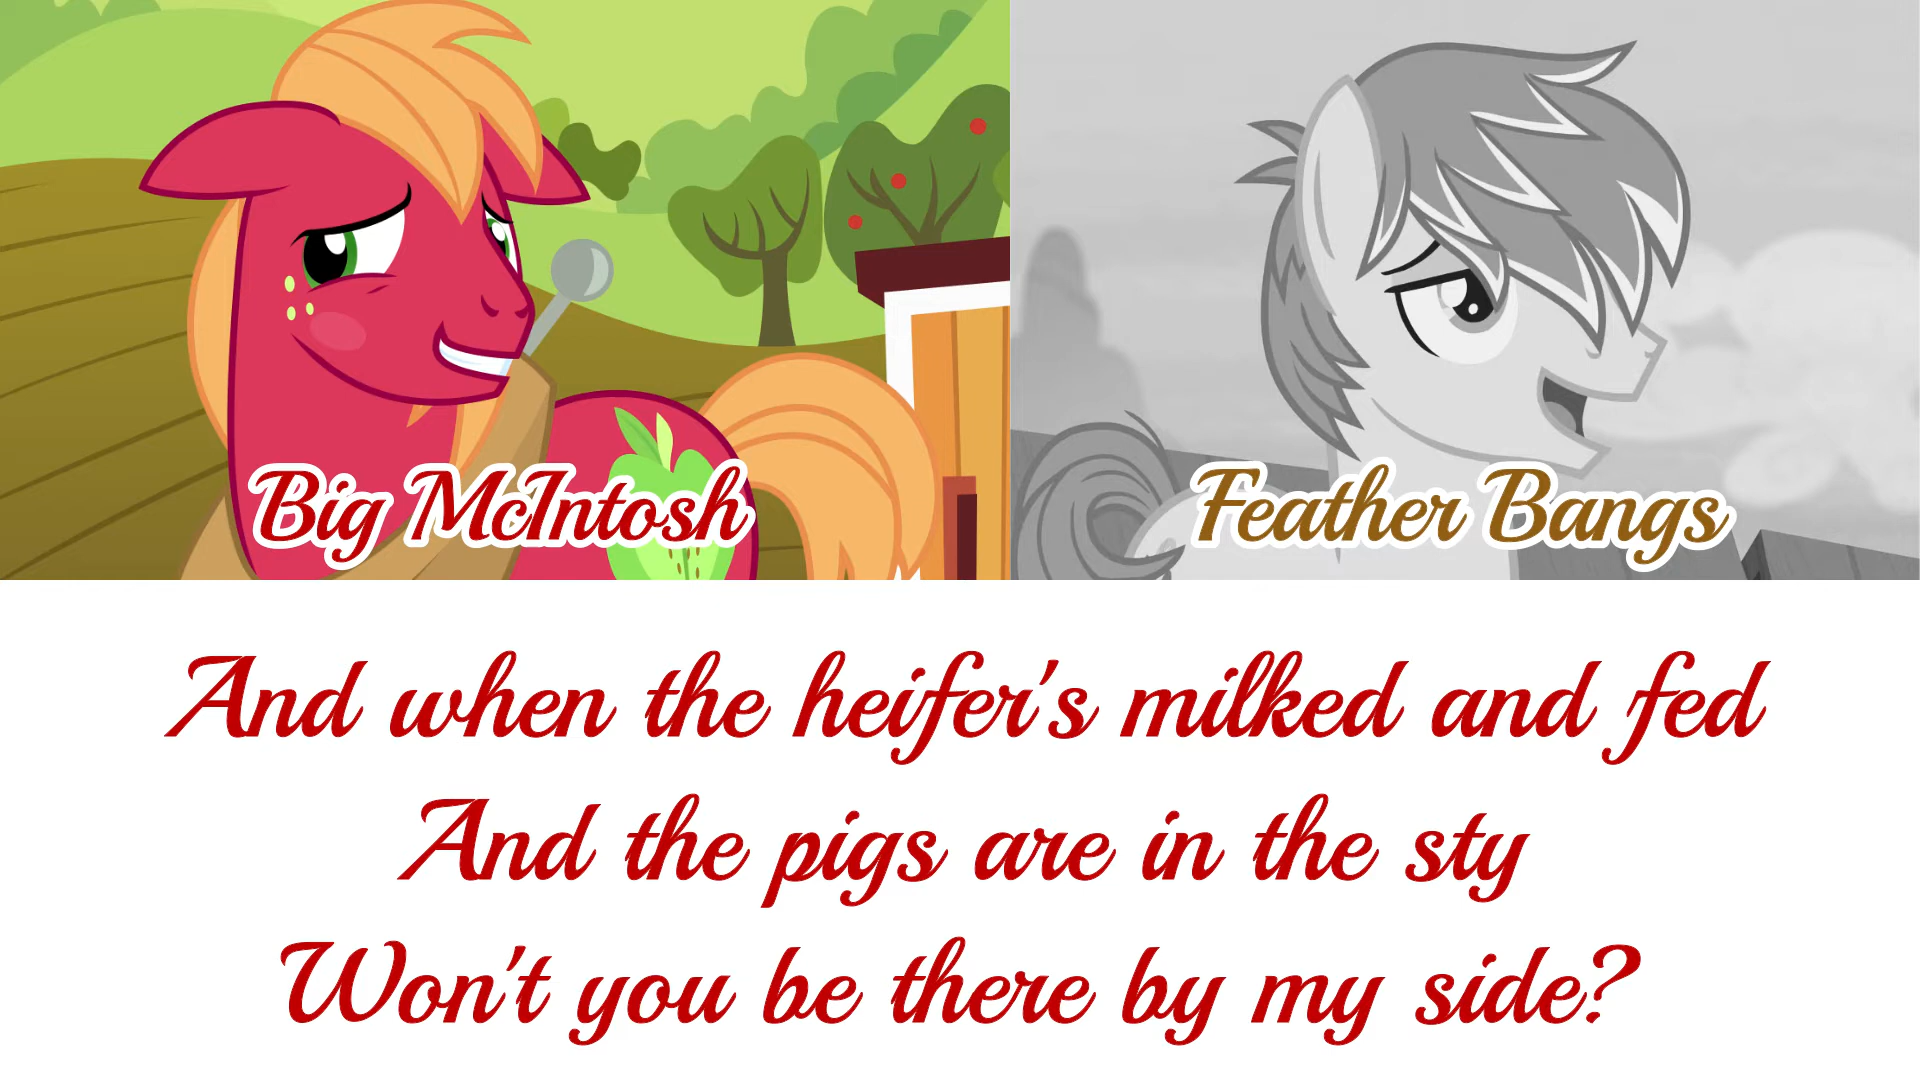 Big McIntosh
Feather Bangs
And when the heifer's milked and fed
And the pigs are in the sty
Won't you be there by my side?